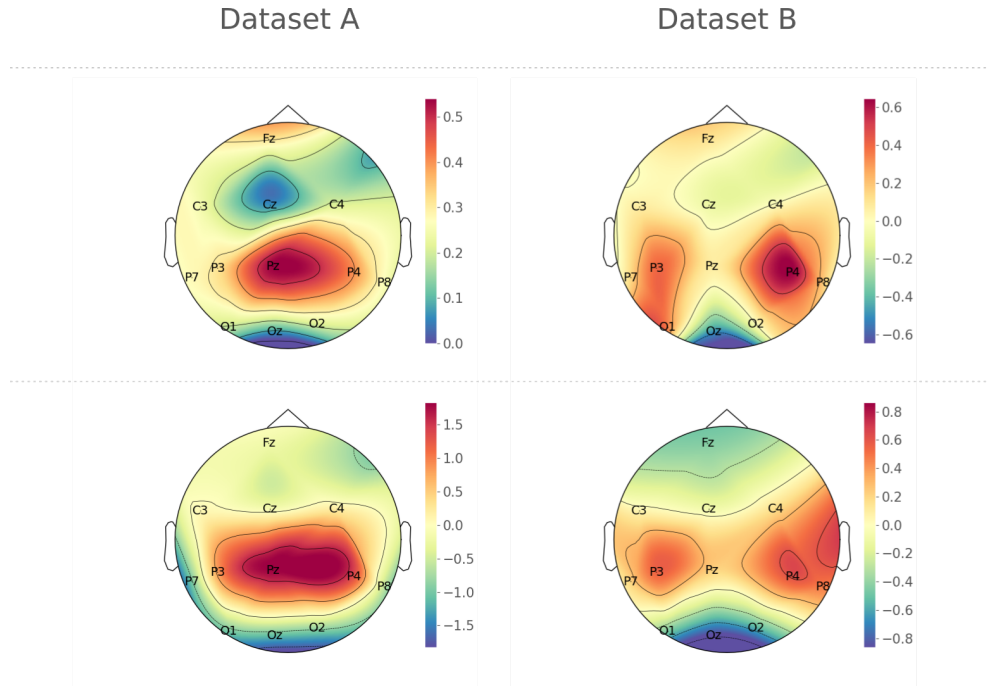 Dataset A
Dataset B
Fz
C3
Cz
C4
P7
P3
Pz
P4
P8
O1
Oz
O2
0.5
0.4
0.3
0.2
0.1
0.0
Fz
C3
Cz
C4
P7
P3
Pz
P4
P8
O1
Oz
O2
0.6
0.4
0.2
0.0
−0.2
−0.4
−0.6
Fz
C3
Cz
C4
P7
P3
Pz
P4
P8
O1
Oz
O2
1.5
1.0
0.5
0.0
−0.5
−1.0
−1.5
Fz
C3
Cz
C4
P7
P3
Pz
P4
P8
O1
Oz
O2
0.8
0.6
0.4
0.2
0.0
−0.2
−0.4
−0.6
−0.8